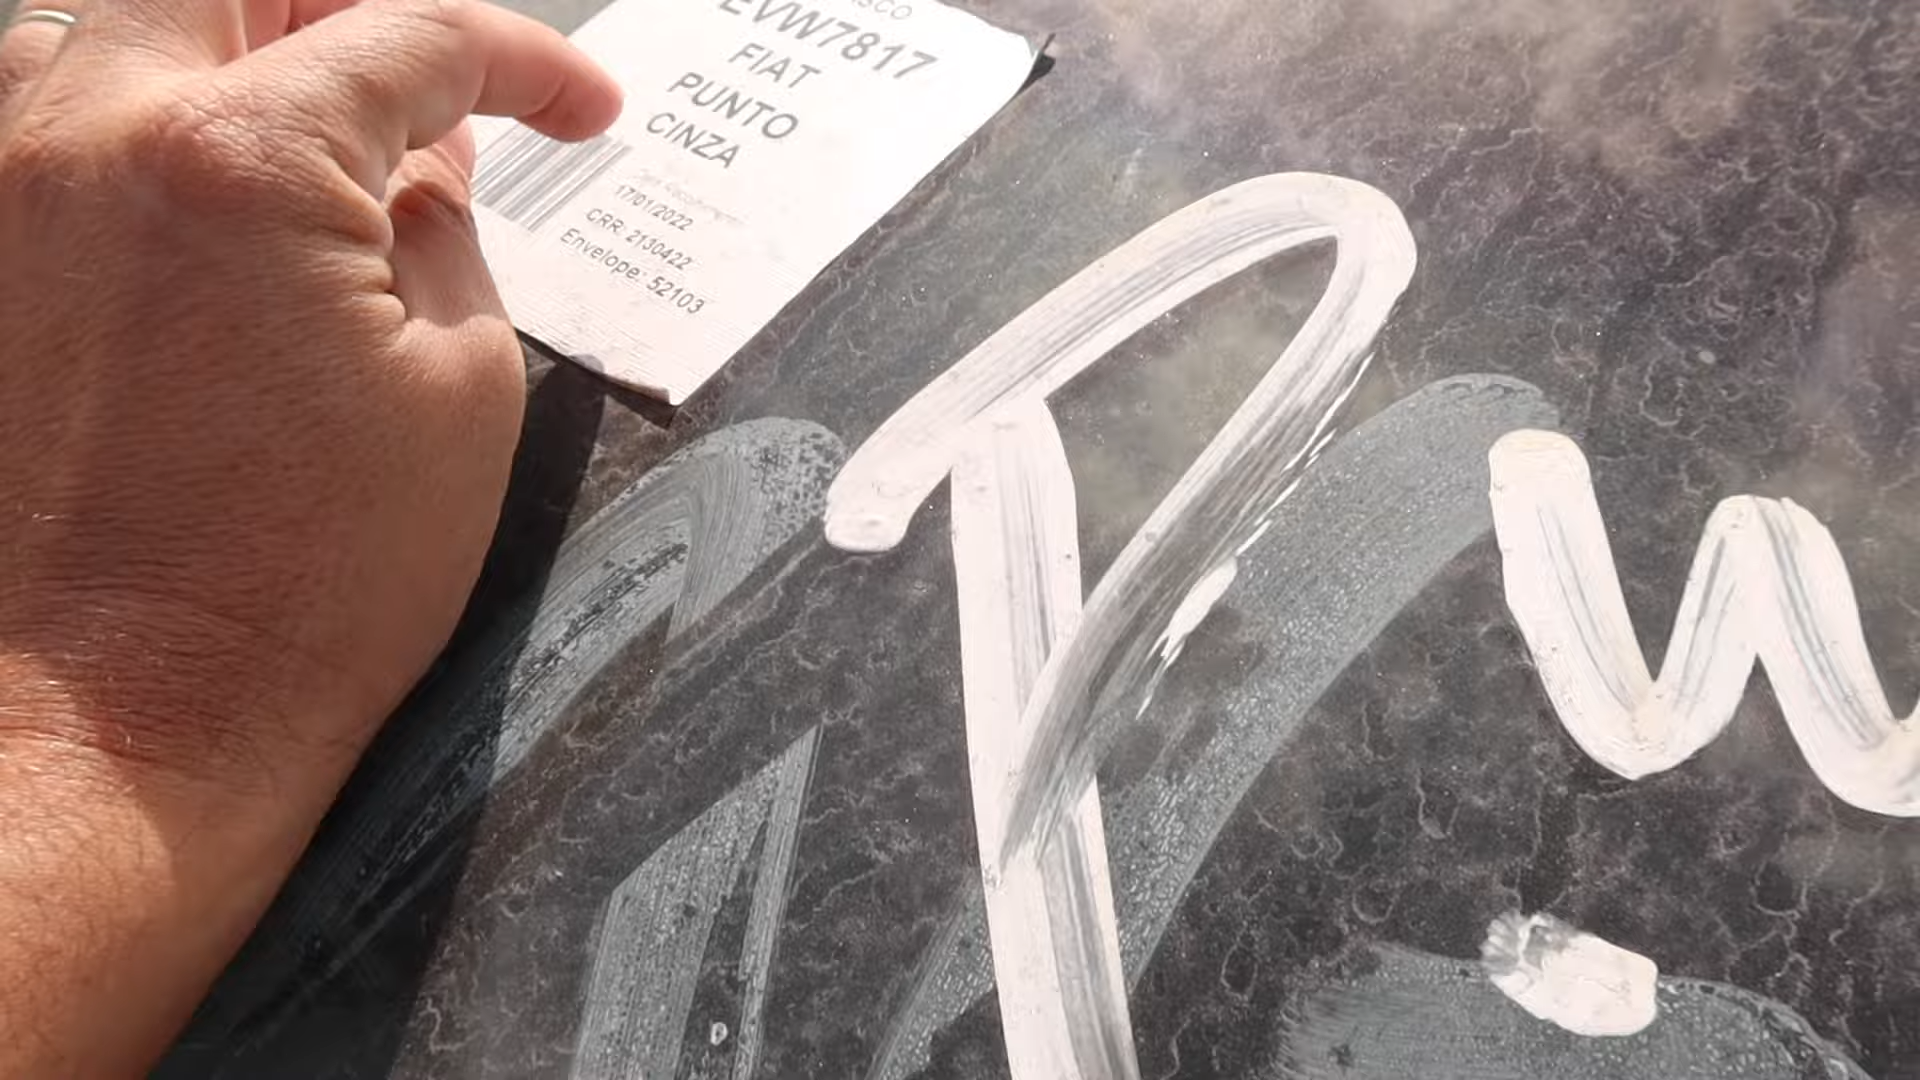 EVW7817
FIAT
PUNTO
CINZA
17/01/2022
CRR: 2130422
Envelope: 52103